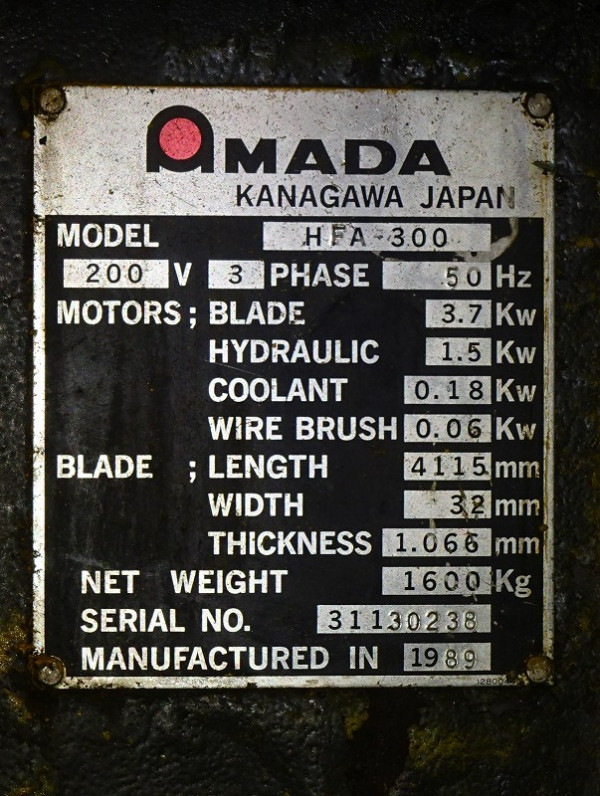 AMADA
KANAGAWA JAPAN
MODEL HFA-300
200 V 3 PHASE 50 Hz
MOTORS ; BLADE 3.7 Kw
HYDRAULIC 1.5 Kw
COOLANT 0.18 Kw
WIRE BRUSH 0.06 Kw
BLADE ; LENGTH 4115 mm
WIDTH 32 mm
THICKNESS 1.066 mm
NET WEIGHT 1600 Kg
SERIAL NO. 31130238
MANUFACTURED IN 1989